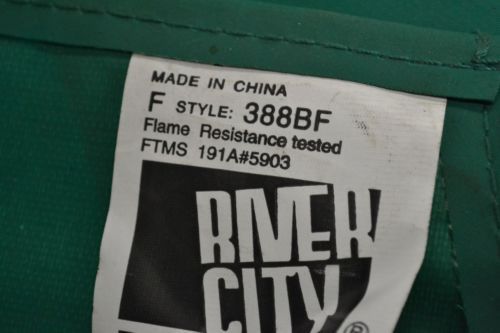 MADE IN CHINA
F STYLE: 388BF
Flame Resistance tested
FTMS 191A#5903
RIVER
CITY